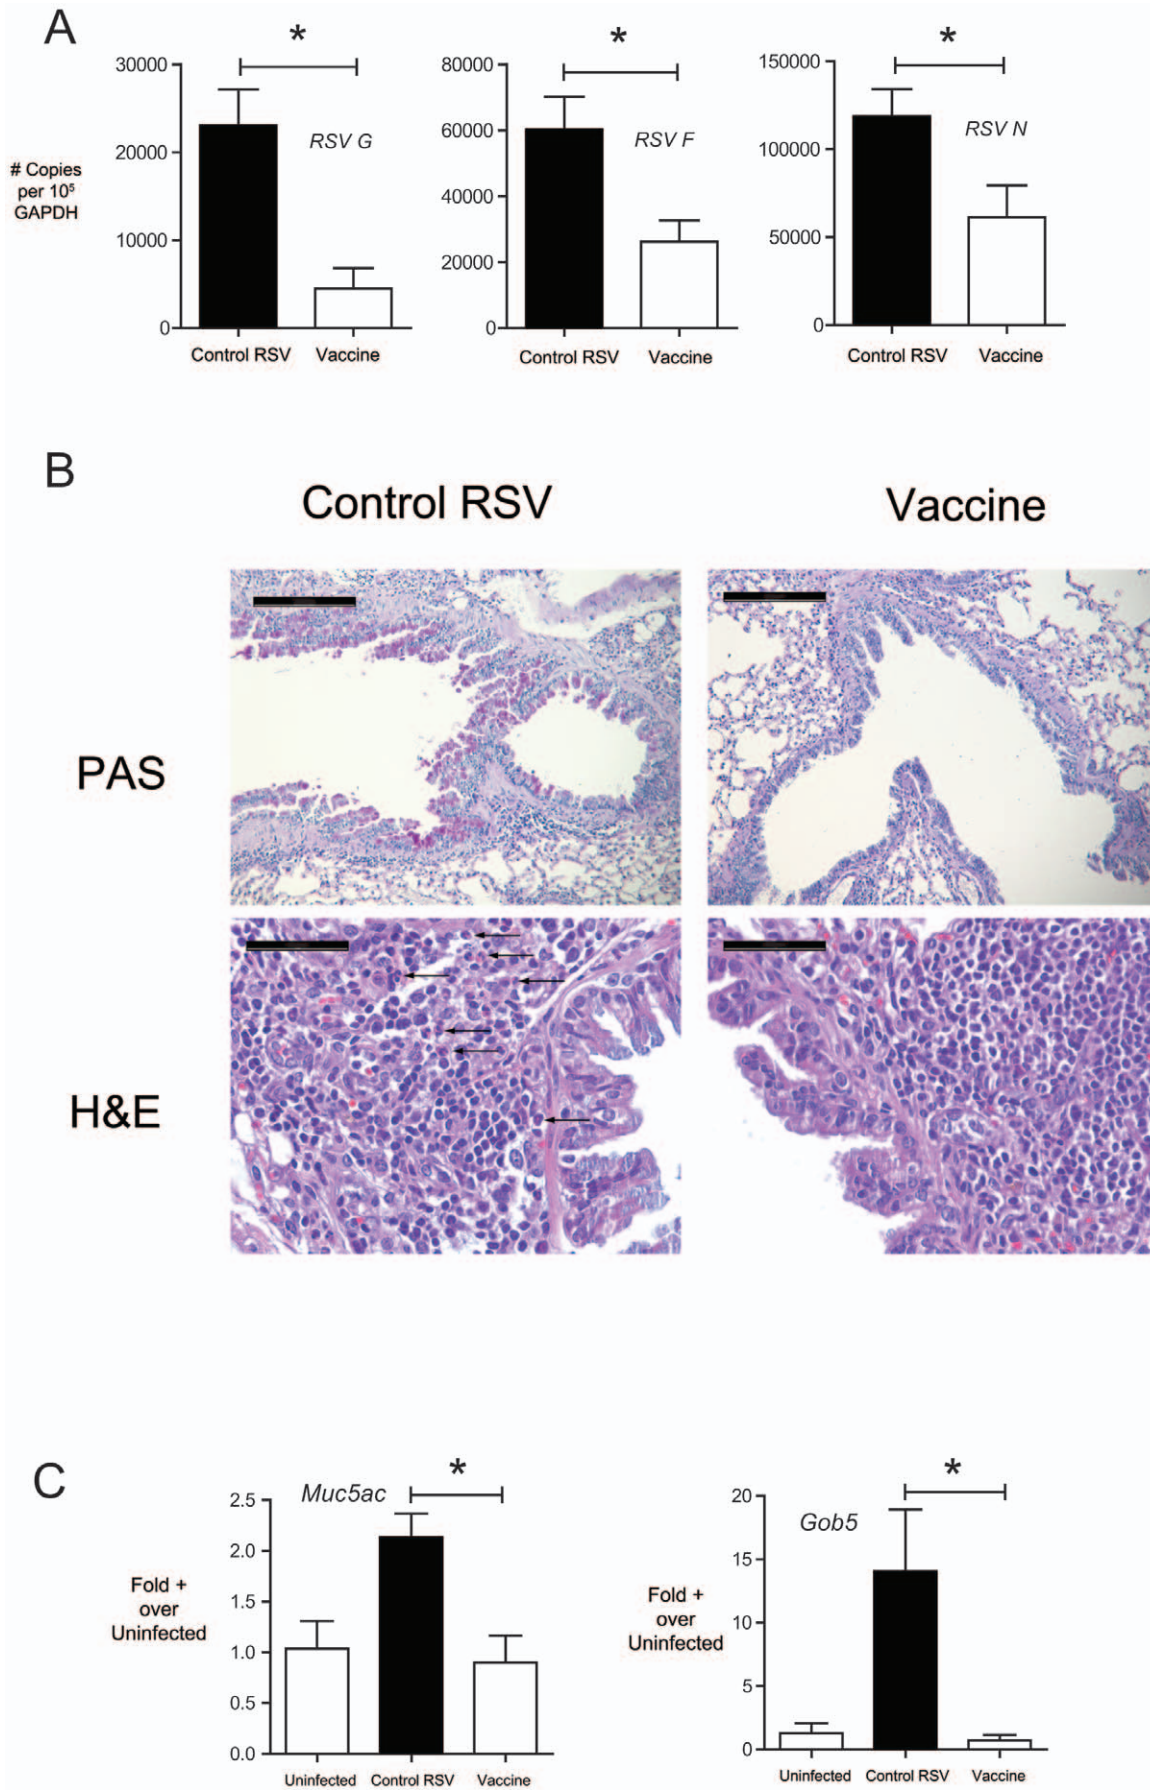 A
*
*
*
30000
20000
10000
0
# Copies
per 10⁵
GAPDH
RSV G
Control RSV
Vaccine
80000
60000
40000
20000
0
RSV F
Control RSV
Vaccine
150000
100000
50000
0
RSV N
Control RSV
Vaccine
B
Control RSV
Vaccine
PAS
H&E
C
Muc5ac
*
2.5
2.0
1.5
1.0
0.5
0.0
Fold +
over
Uninfected
Uninfected
Control RSV
Vaccine
Gob5
*
20
15
10
5
0
Fold +
over
Uninfected
Uninfected
Control RSV
Vaccine